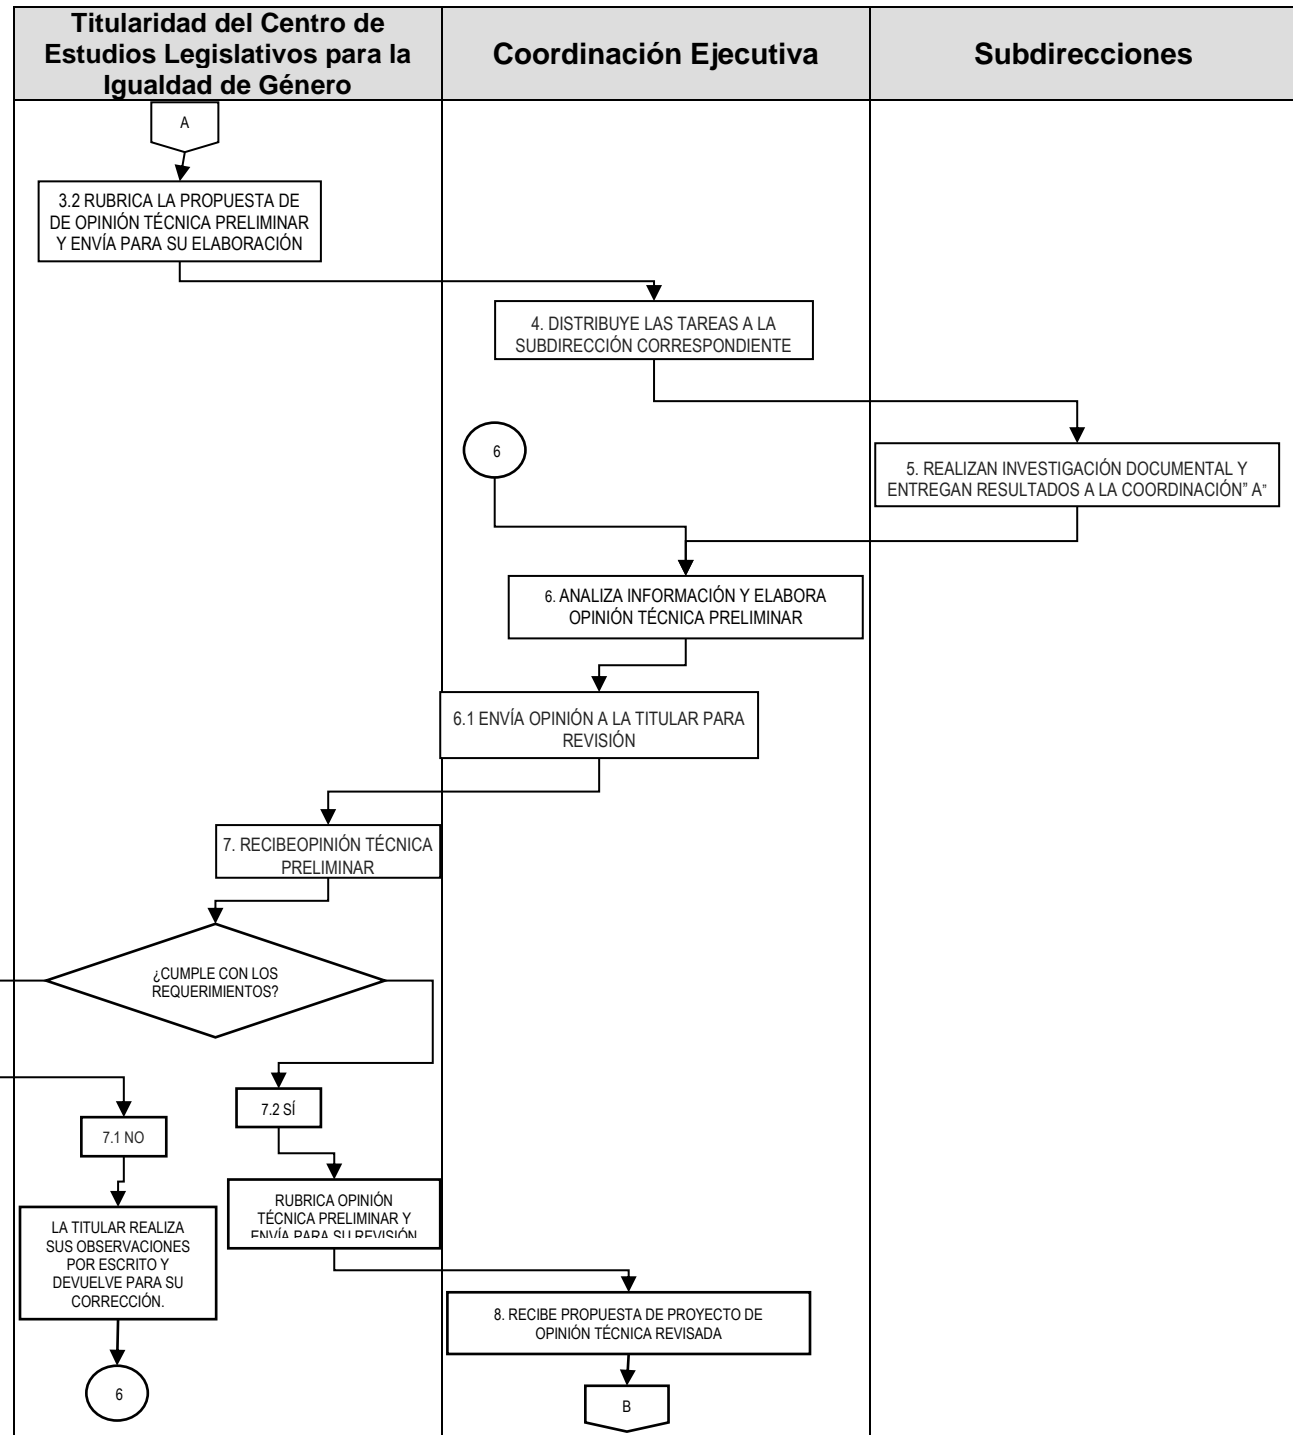 Titularidad del Centro de
Estudios Legislativos para la
Igualdad de Género
Coordinación Ejecutiva
Subdirecciones
A
3.2 RUBRICA LA PROPUESTA DE
DE OPINIÓN TÉCNICA PRELIMINAR
Y ENVÍA PARA SU ELABORACIÓN
4. DISTRIBUYE LAS TAREAS A LA
SUBDIRECCIÓN CORRESPONDIENTE
6
5. REALIZAN INVESTIGACIÓN DOCUMENTAL Y
ENTREGAN RESULTADOS A LA COORDINACIÓN” A”
6. ANALIZA INFORMACIÓN Y ELABORA
OPINIÓN TÉCNICA PRELIMINAR
6.1 ENVÍA OPINIÓN A LA TITULAR PARA
REVISIÓN
7. RECIBEOPINIÓN TÉCNICA
PRELIMINAR
¿CUMPLE CON LOS
REQUERIMIENTOS?
7.2 SÍ
7.1 NO
RUBRICA OPINIÓN
TÉCNICA PRELIMINAR Y
ENVÍA PARA SU REVISIÓN
LA TITULAR REALIZA
SUS OBSERVACIONES
POR ESCRITO Y
DEVUELVE PARA SU
CORRECCIÓN.
8. RECIBE PROPUESTA DE PROYECTO DE
OPINIÓN TÉCNICA REVISADA
6
B